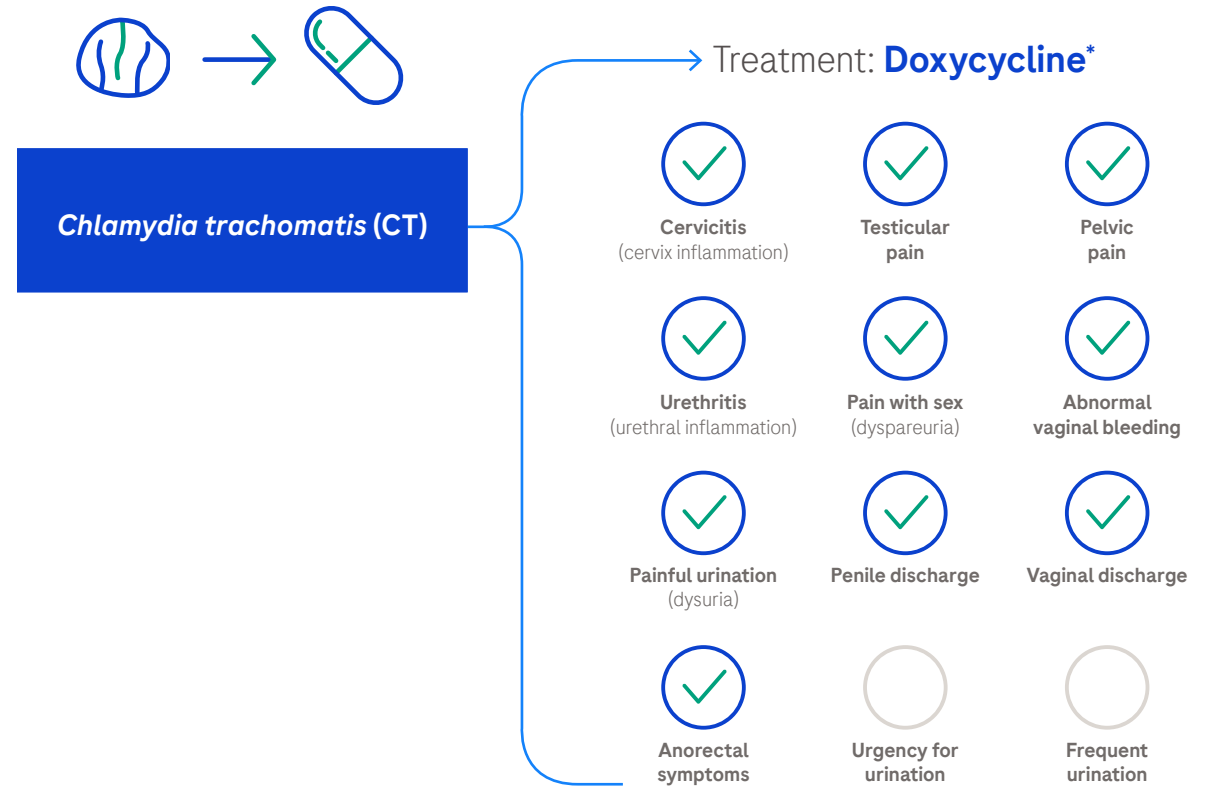 Treatment: Doxycycline*
Chlamydia trachomatis (CT)
Cervicitis
(cervix inflammation)
Testicular
pain
Pelvic
pain
Urethritis
(urethral inflammation)
Pain with sex
(dyspareuria)
Abnormal
vaginal bleeding
Painful urination
(dysuria)
Penile discharge
Vaginal discharge
Anorectal
symptoms
Urgency for
urination
Frequent
urination